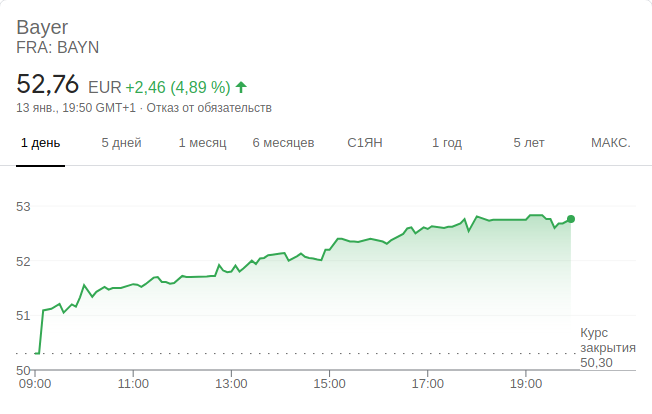 Bayer
FRA: BAYN
52,76 EUR +2,46 (4,89 %)
13 янв., 19:50 GMT+1 · Отказ от обязательств
1 день 5 дней 1 месяц 6 месяцев С1ЯН 1 год 5 лет МАКС.
53
52
51
50
Курс
закрытия
50,30
09:00 11:00 13:00 15:00 17:00 19:00